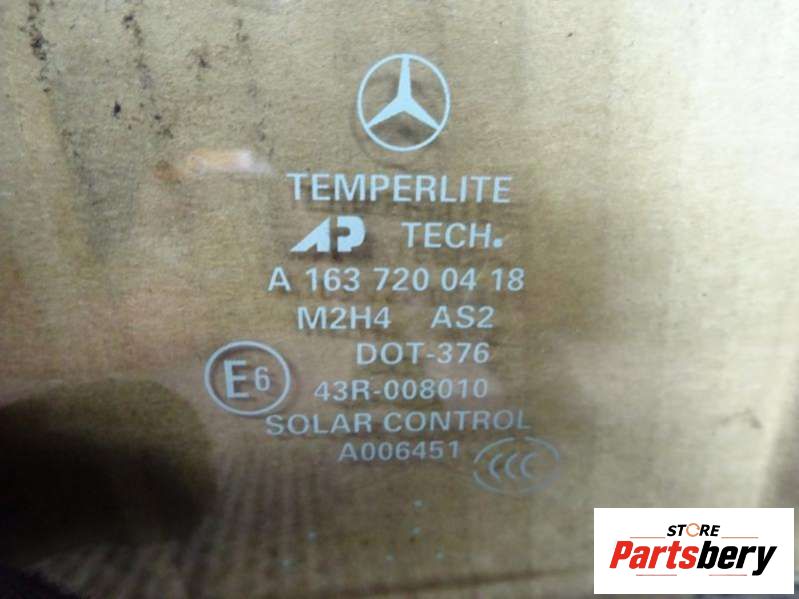 TEMPERLITE
AP TECH.
A 163 720 04 18
M2H4 AS2
DOT-376
E6 43R-008010
SOLAR CONTROL
A006451 CCC
STORE
Partsbery